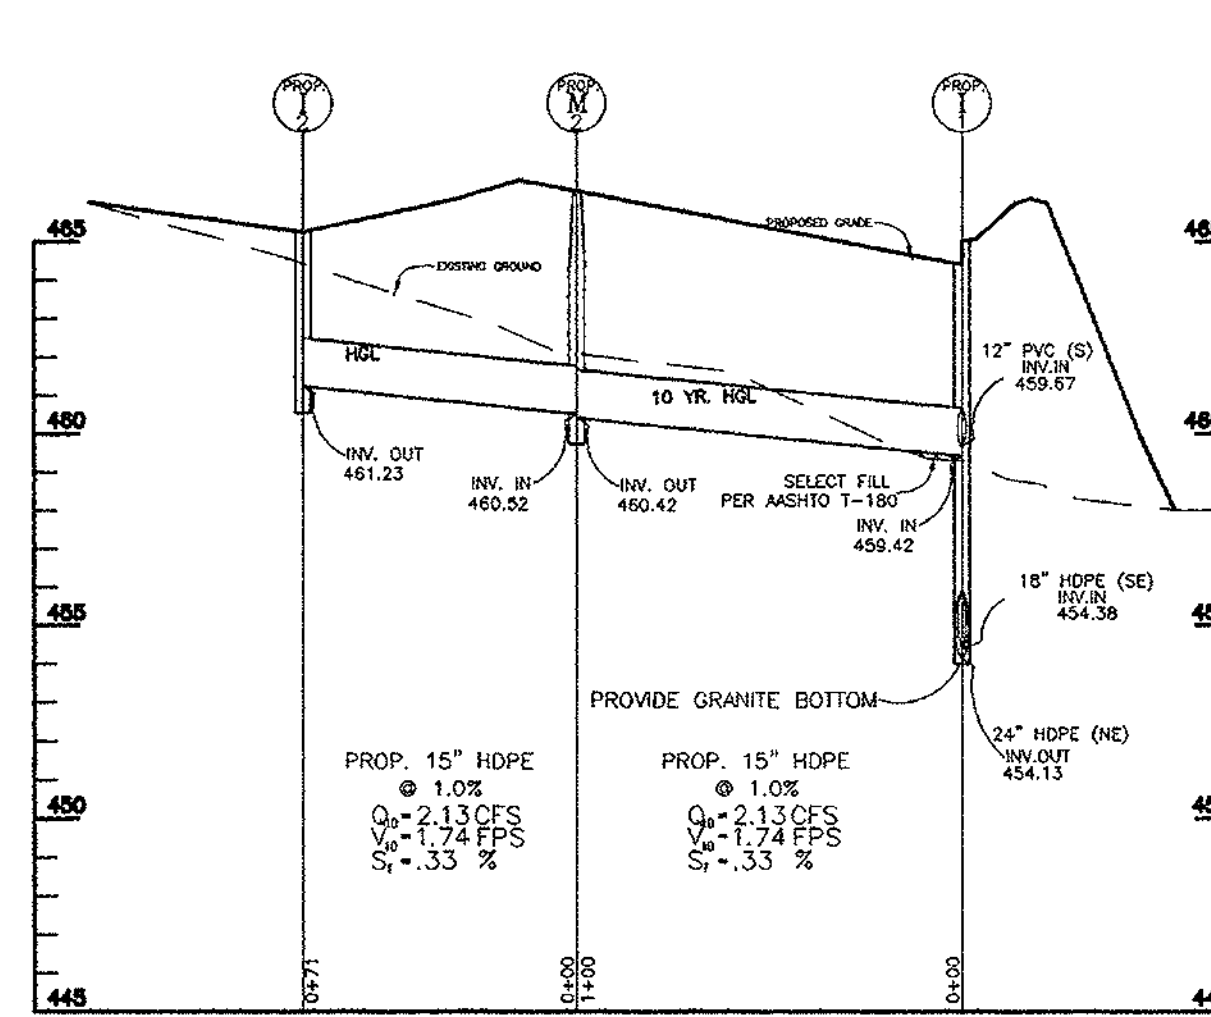 PROP.
I
2
PROP.
M
2
PROP.
I
1
465
PROPOSED GRADE
EXISTING GROUND
HGL
12" PVC (S)
INV.IN
459.67
10 YR. HGL
460
INV. OUT
461.23
INV. IN
460.52
INV. OUT
460.42
SELECT FILL
PER AASHTO T-180
INV. IN
459.42
18" HDPE (SE)
INV.IN
454.38
455
PROVIDE GRANITE BOTTOM
24" HDPE (NE)
INV.OUT
454.13
PROP. 15" HDPE
@ 1.0%
Q10=2.13 CFS
V10=1.74 FPS
Sf=.33 %
PROP. 15" HDPE
@ 1.0%
Q10=2.13 CFS
V10=1.74 FPS
Sf=.33 %
450
0+71
0+00
1+00
0+00
445